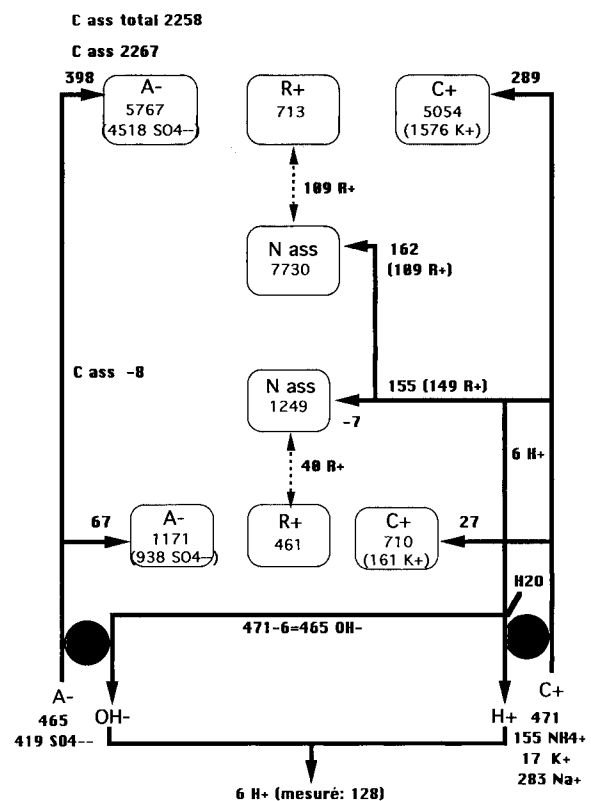 C ass total 2258
C ass 2267
398
A-
5767
(4518 SO4--)
R+
713
C+
5054
(1576 K+)
289
109 R+
N ass
7730
162
(109 R+)
C ass -8
N ass
1249
155 (149 R+)
-7
6 H+
40 R+
67
A-
1171
(938 SO4--)
R+
461
C+
710
(161 K+)
27
H2O
471-6=465 OH-
A-
465
419 SO4--
OH-
H+
C+
471
155 NH4+
17 K+
283 Na+
6 H+ (mesuré: 128)